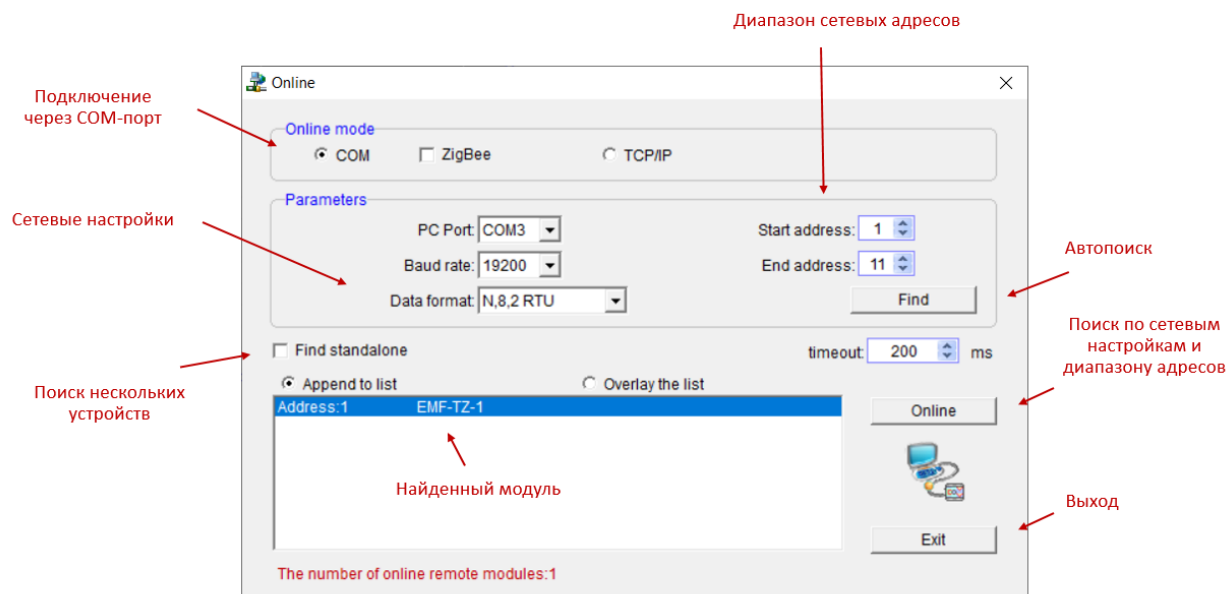 Диапазон сетевых адресов
Online
Подключение
через COM-порт
Online mode
COM
ZigBee
TCP/IP
Parameters
Сетевые настройки
PC Port: COM3
Start address: 1
Baud rate: 19200
End address: 11
Автопоиск
Data format: N,8,2 RTU
Find
Find standalone
timeout: 200 ms
Поиск по сетевым
настройкам и
диапазону адресов
Поиск нескольких
устройств
Append to list
Overlay the list
Address:1 EMF-TZ-1
Online
Найденный модуль
Выход
Exit
The number of online remote modules:1